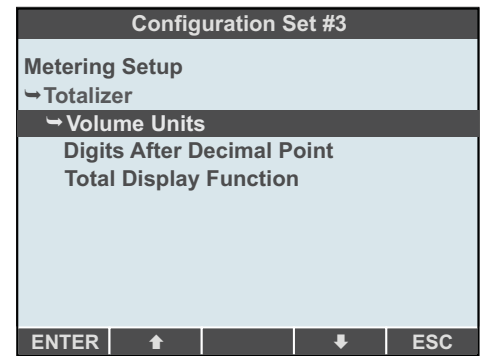 Configuration Set #3
Metering Setup
➥Totalizer
➥Volume Units
Digits After Decimal Point
Total Display Function
ENTER ⬆ ⬇ ESC